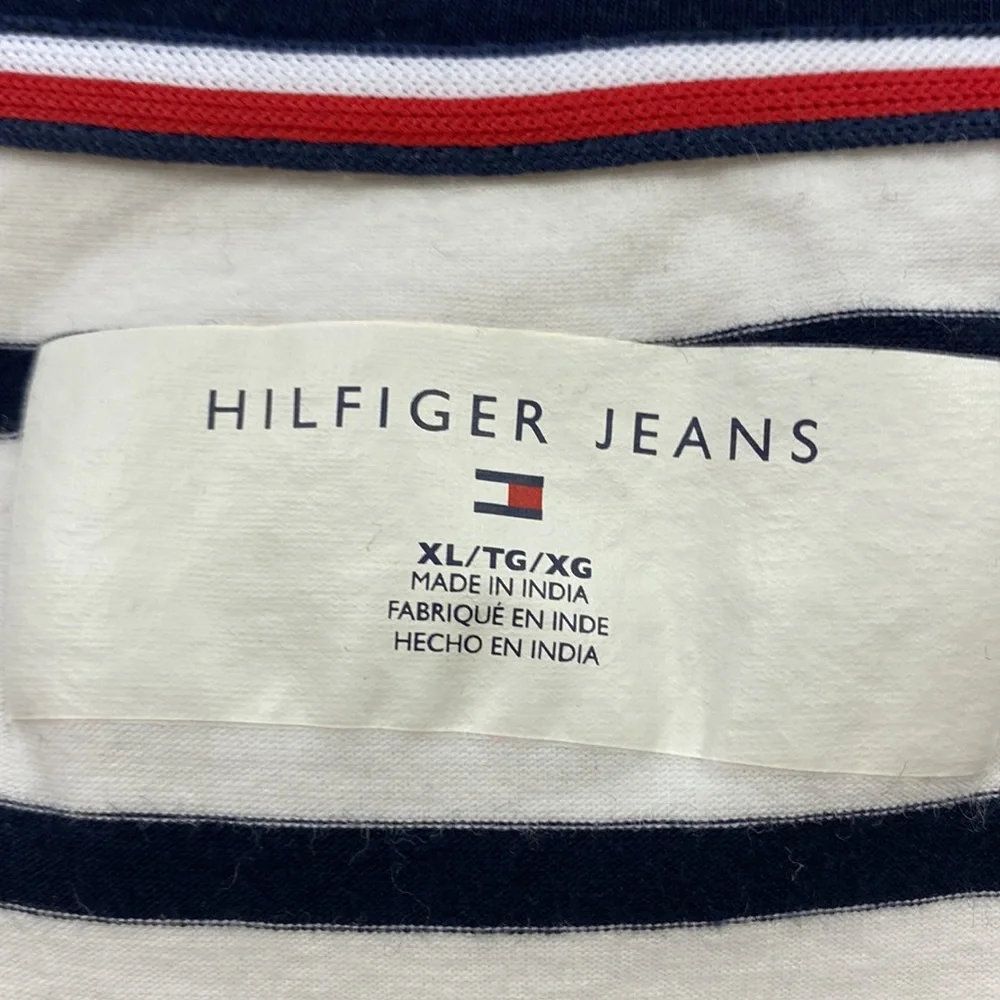 HILFIGER JEANS
XL/TG/XG
MADE IN INDIA
FABRIQUÉ EN INDE
HECHO EN INDIA